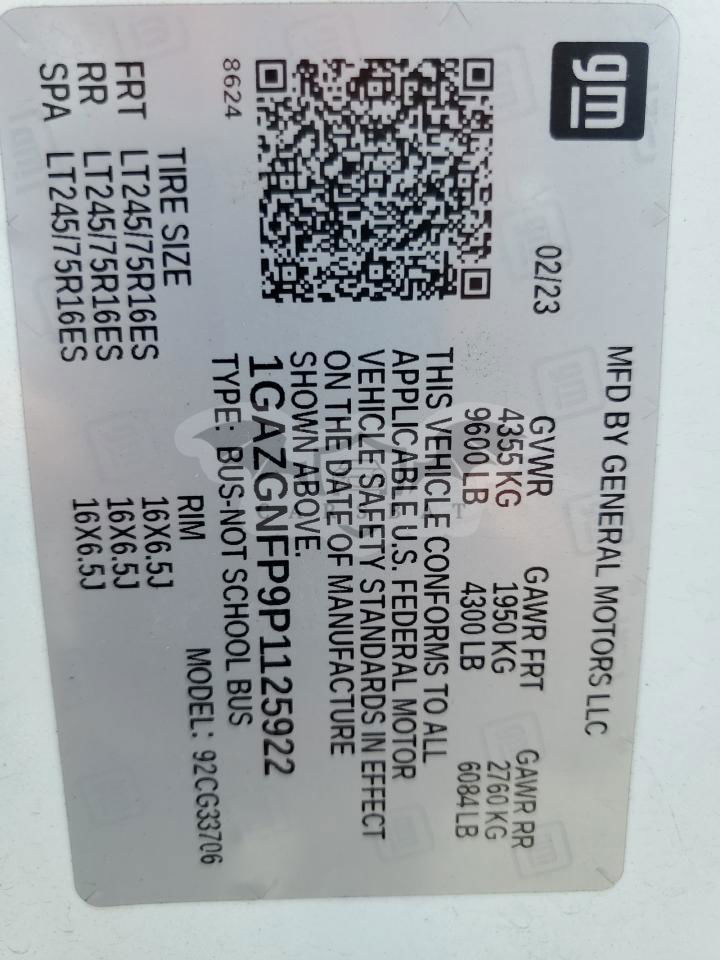 gm
MFD BY GENERAL MOTORS LLC
02/23
GVWR GAWR FRT GAWR RR
4355 KG 1950 KG 2760 KG
9600 LB 4300 LB 6084 LB
THIS VEHICLE CONFORMS TO ALL
APPLICABLE U.S. FEDERAL MOTOR
VEHICLE SAFETY STANDARDS IN EFFECT
ON THE DATE OF MANUFACTURE
SHOWN ABOVE.
1GAZGNFP9P1125922
8624
TYPE: BUS-NOT SCHOOL BUS
MODEL: 92CG33706
TIRE SIZE RIM
FRT LT245/75R16ES 16X6.5J
RR LT245/75R16ES 16X6.5J
SPA LT245/75R16ES 16X6.5J